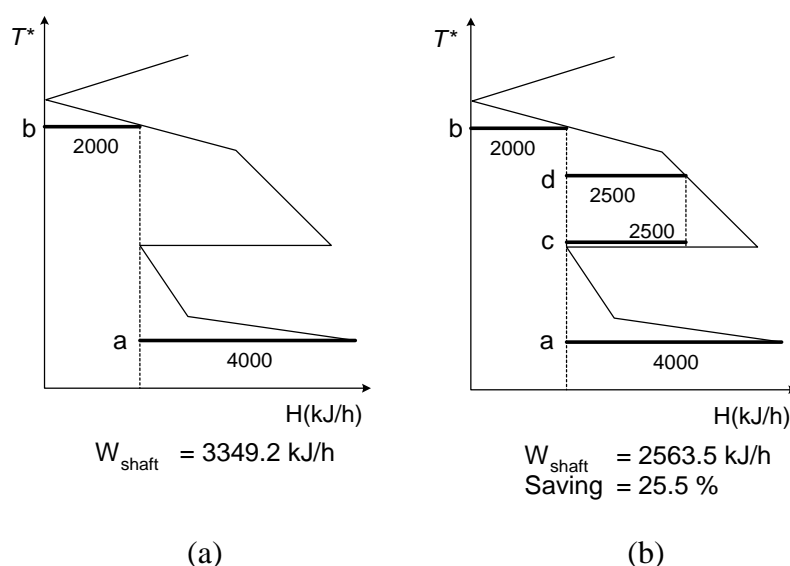 T*
b
2000
a
4000
H(kJ/h)
W_shaft = 3349.2 kJ/h
(a)
T*
b
2000
d
2500
2500
c
a
4000
H(kJ/h)
W_shaft = 2563.5 kJ/h
Saving = 25.5 %
(b)